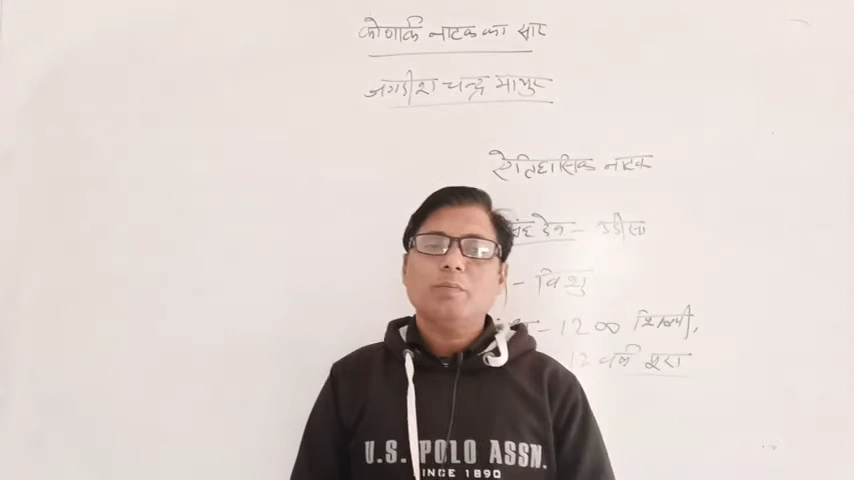 कोणार्क नाटक का सार
जगदीश चन्द्र माथुर
ऐतिहासिक नाटक
देव - उडीसा
- विशु
- 1200 शिल्पी,
12 वर्ष पूरा
U.S. POLO ASSN.
SINCE 1890